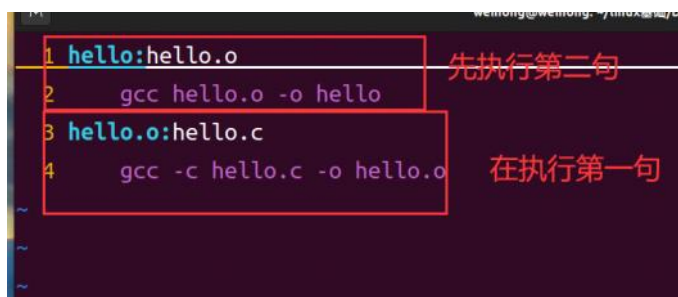 1 hello:hello.o
先执行第二句
2 gcc hello.o -o hello
3 hello.o:hello.c
4 gcc -c hello.c -o hello.o
在执行第一句
~
~
~